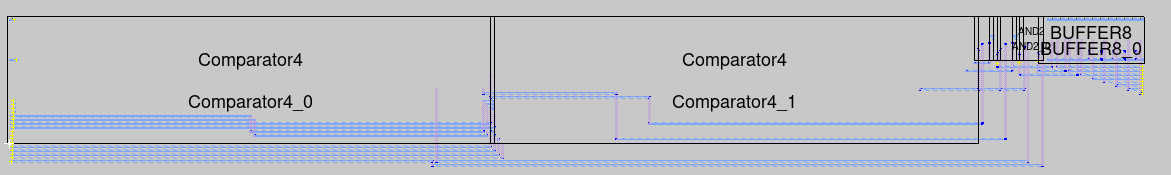 Comparator4
Comparator4_0
Comparator4
Comparator4_1
AND2
AND2
BUFFER8
BUFFER8_0